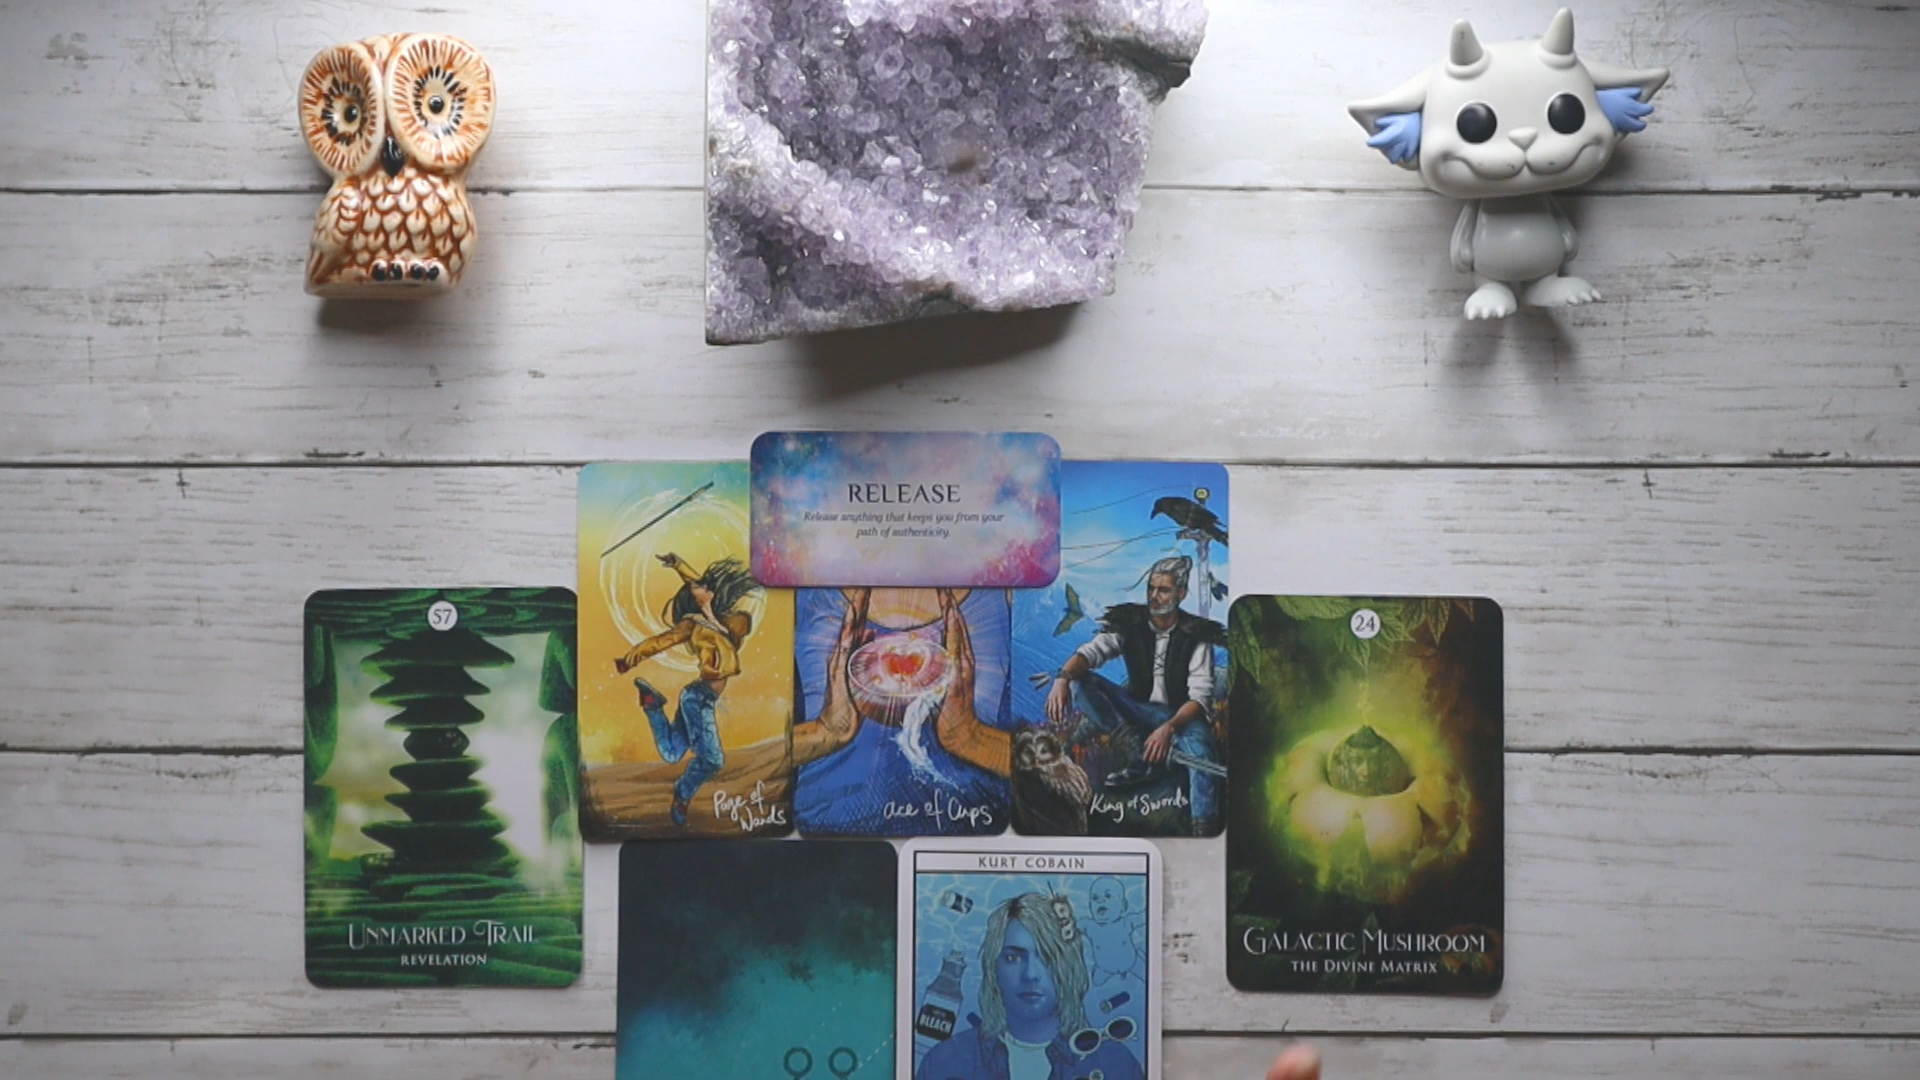 RELEASE
Release anything that keeps you from your
path of authenticity.
57
UNMARKED TRAIL
REVELATION
Page of
Wands
Ace of Cups
King of Swords
24
GALACTIC MUSHROOM
THE DIVINE MATRIX
KURT COBAIN
BLEACH